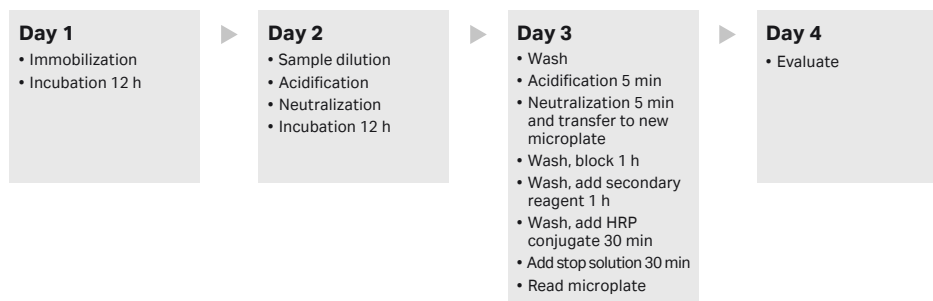 Day 1
• Immobilization
• Incubation 12 h
Day 2
• Sample dilution
• Acidification
• Neutralization
• Incubation 12 h
Day 3
• Wash
• Acidification 5 min
• Neutralization 5 min
and transfer to new
microplate
• Wash, block 1 h
• Wash, add secondary
reagent 1 h
• Wash, add HRP
conjugate 30 min
• Add stop solution 30 min
• Read microplate
Day 4
• Evaluate